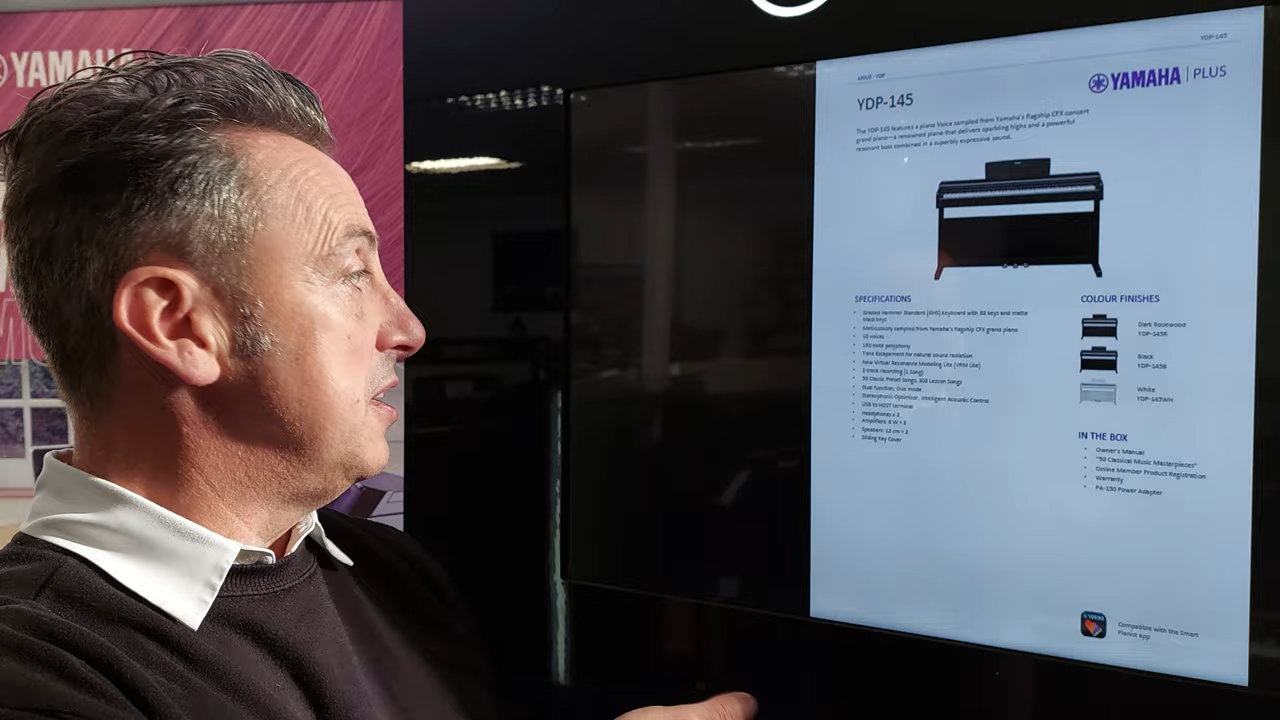 YAMAHA
YDP-145
ARIUS - YDP
YAMAHA | PLUS
YDP-145
The YDP-145 features a piano Voice sampled from Yamaha's flagship CFX concert
grand piano—a renowned piano that delivers sparkling highs and a powerful
resonant bass combined in a superbly expressive sound.
SPECIFICATIONS
Graded Hammer Standard (GHS) keyboard with 88 keys and matte
black keys
Meticulously sampled from Yamaha's flagship CFX grand piano
10 voices
192-note polyphony
Tone Escapement for natural sound radiation
New Virtual Resonance Modeling Lite (VRM Lite)
2-track recording (1 Song)
50 Classic Preset Songs, 303 Lesson Songs
Dual function, Duo mode
Stereophonic Optimizer, Intelligent Acoustic Control
USB to HOST terminal
Headphones x 2
Amplifiers: 8 W × 2
Speakers: 12 cm × 2
Sliding Key Cover
COLOUR FINISHES
Dark Rosewood
YDP-145R
Black
YDP-145B
White
YDP-145WH
IN THE BOX
Owner's Manual
"50 Classical Music Masterpieces"
Online Member Product Registration
Warranty
PA-150 Power Adapter
Compatible with the Smart
Pianist app